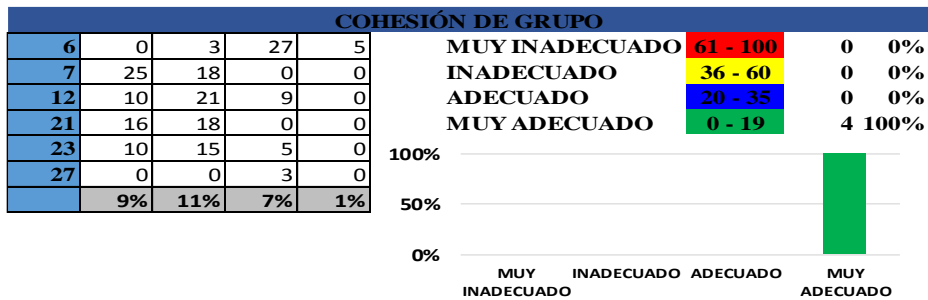 COHESIÓN DE GRUPO
6 0 3 27 5
7 25 18 0 0
12 10 21 9 0
21 16 18 0 0
23 10 15 5 0
27 0 0 3 0
9% 11% 7% 1%
MUY INADECUADO 61 - 100 0 0%
INADECUADO 36 - 60 0 0%
ADECUADO 20 - 35 0 0%
MUY ADECUADO 0 - 19 4 100%
100%
50%
0%
MUY INADECUADO ADECUADO MUY
INADECUADO ADECUADO